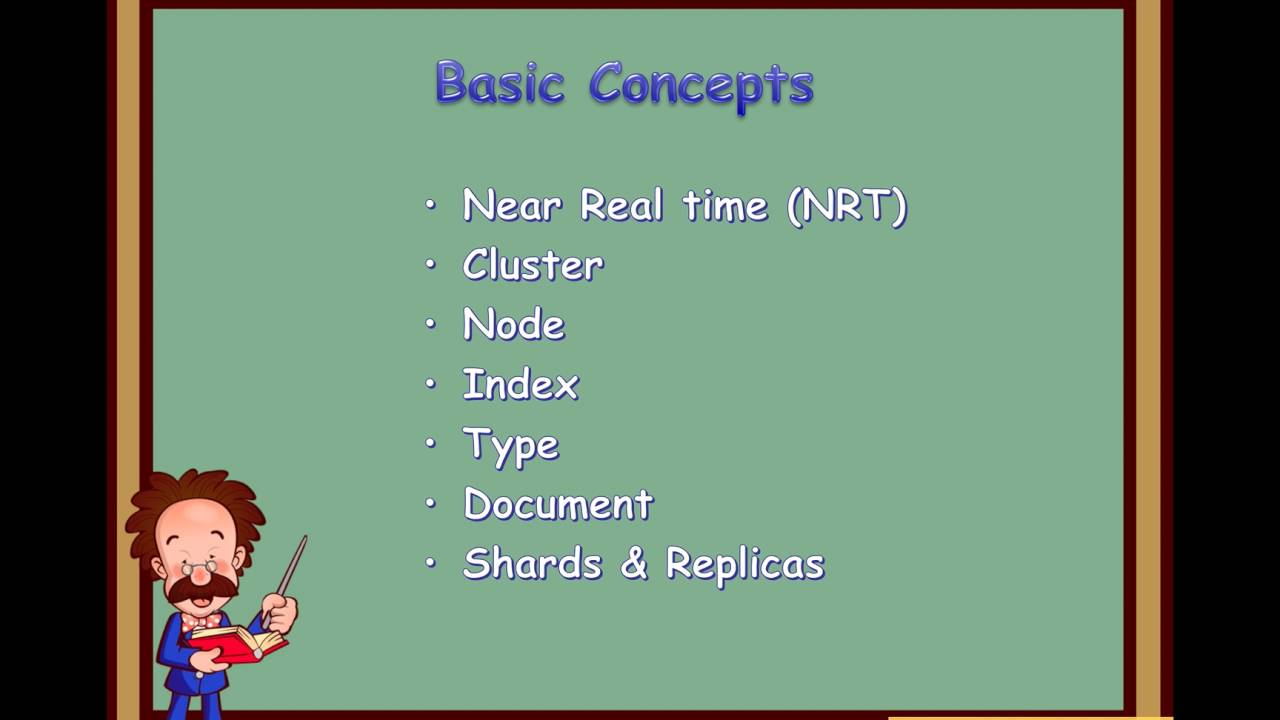 Basic Concepts
• Near Real time (NRT)
• Cluster
• Node
• Index
• Type
• Document
• Shards & Replicas